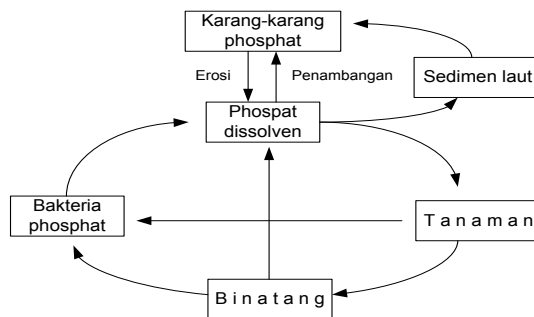 Karang-karang
phosphat
Erosi
Penambangan
Sedimen laut
Phospat
dissolven
Bakteria
phosphat
T a n a m a n
B i n a t a n g